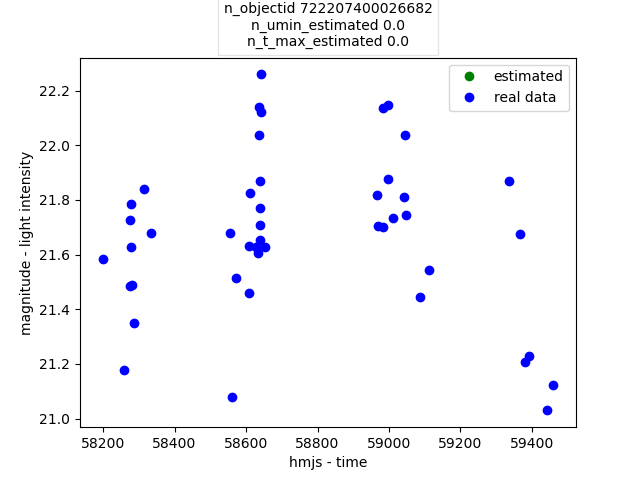 n_objectid 722207400026682
n_umin_estimated 0.0
n_t_max_estimated 0.0
estimated
real data
magnitude - light intensity
22.2
22.0
21.8
21.6
21.4
21.2
21.0
58200 58400 58600 58800 59000 59200 59400
hmjs - time